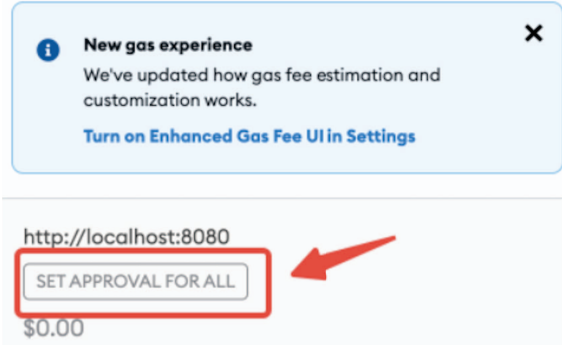 New gas experience
We've updated how gas fee estimation and
customization works.
Turn on Enhanced Gas Fee UI in Settings
http://localhost:8080
SET APPROVAL FOR ALL
$0.00